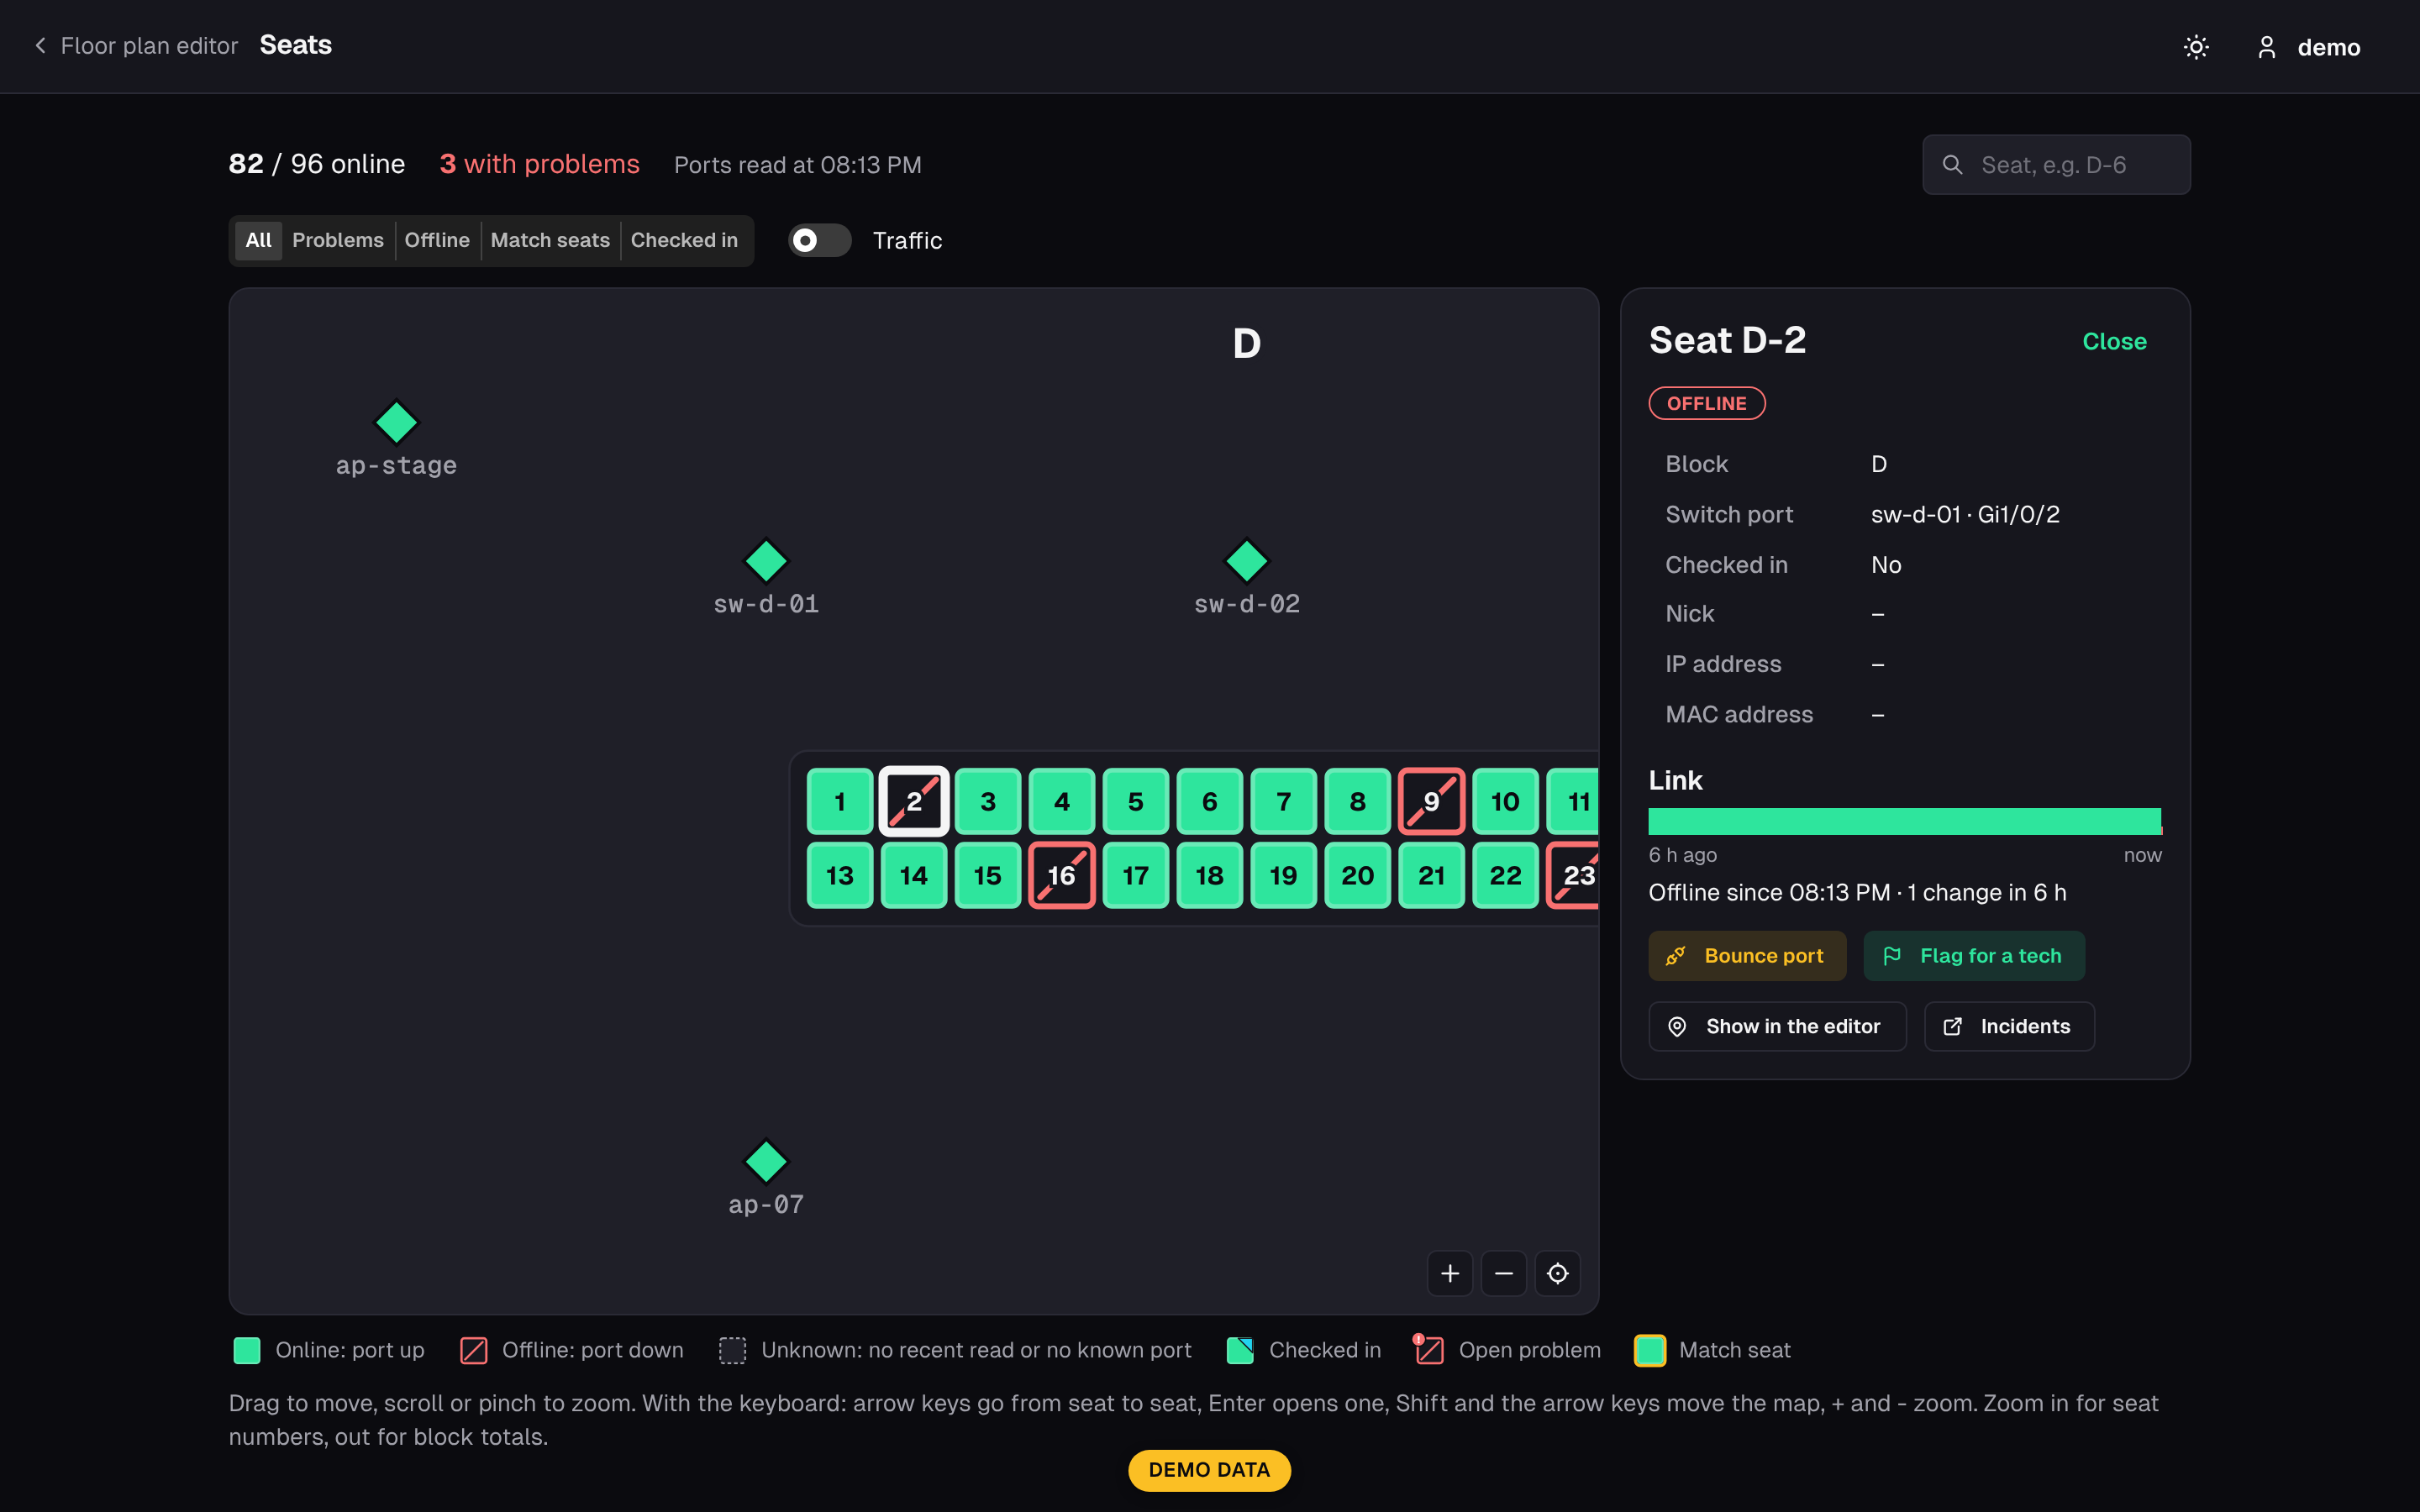 Floor plan editor Seats
demo
82 / 96 online 3 with problems Ports read at 08:13 PM
Seat, e.g. D-6
All Problems Offline Match seats Checked in Traffic
D
ap-stage
sw-d-01 sw-d-02
1 2 3 4 5 6 7 8 9 10 11
13 14 15 16 17 18 19 20 21 22 23
ap-07
Seat D-2 Close
OFFLINE
Block D
Switch port sw-d-01 · Gi1/0/2
Checked in No
Nick –
IP address –
MAC address –
Link
6 h ago now
Offline since 08:13 PM · 1 change in 6 h
Bounce port Flag for a tech
Show in the editor Incidents
Online: port up Offline: port down Unknown: no recent read or no known port Checked in Open problem Match seat
Drag to move, scroll or pinch to zoom. With the keyboard: arrow keys go from seat to seat, Enter opens one, Shift and the arrow keys move the map, + and - zoom. Zoom in for seat
numbers, out for block totals.
DEMO DATA